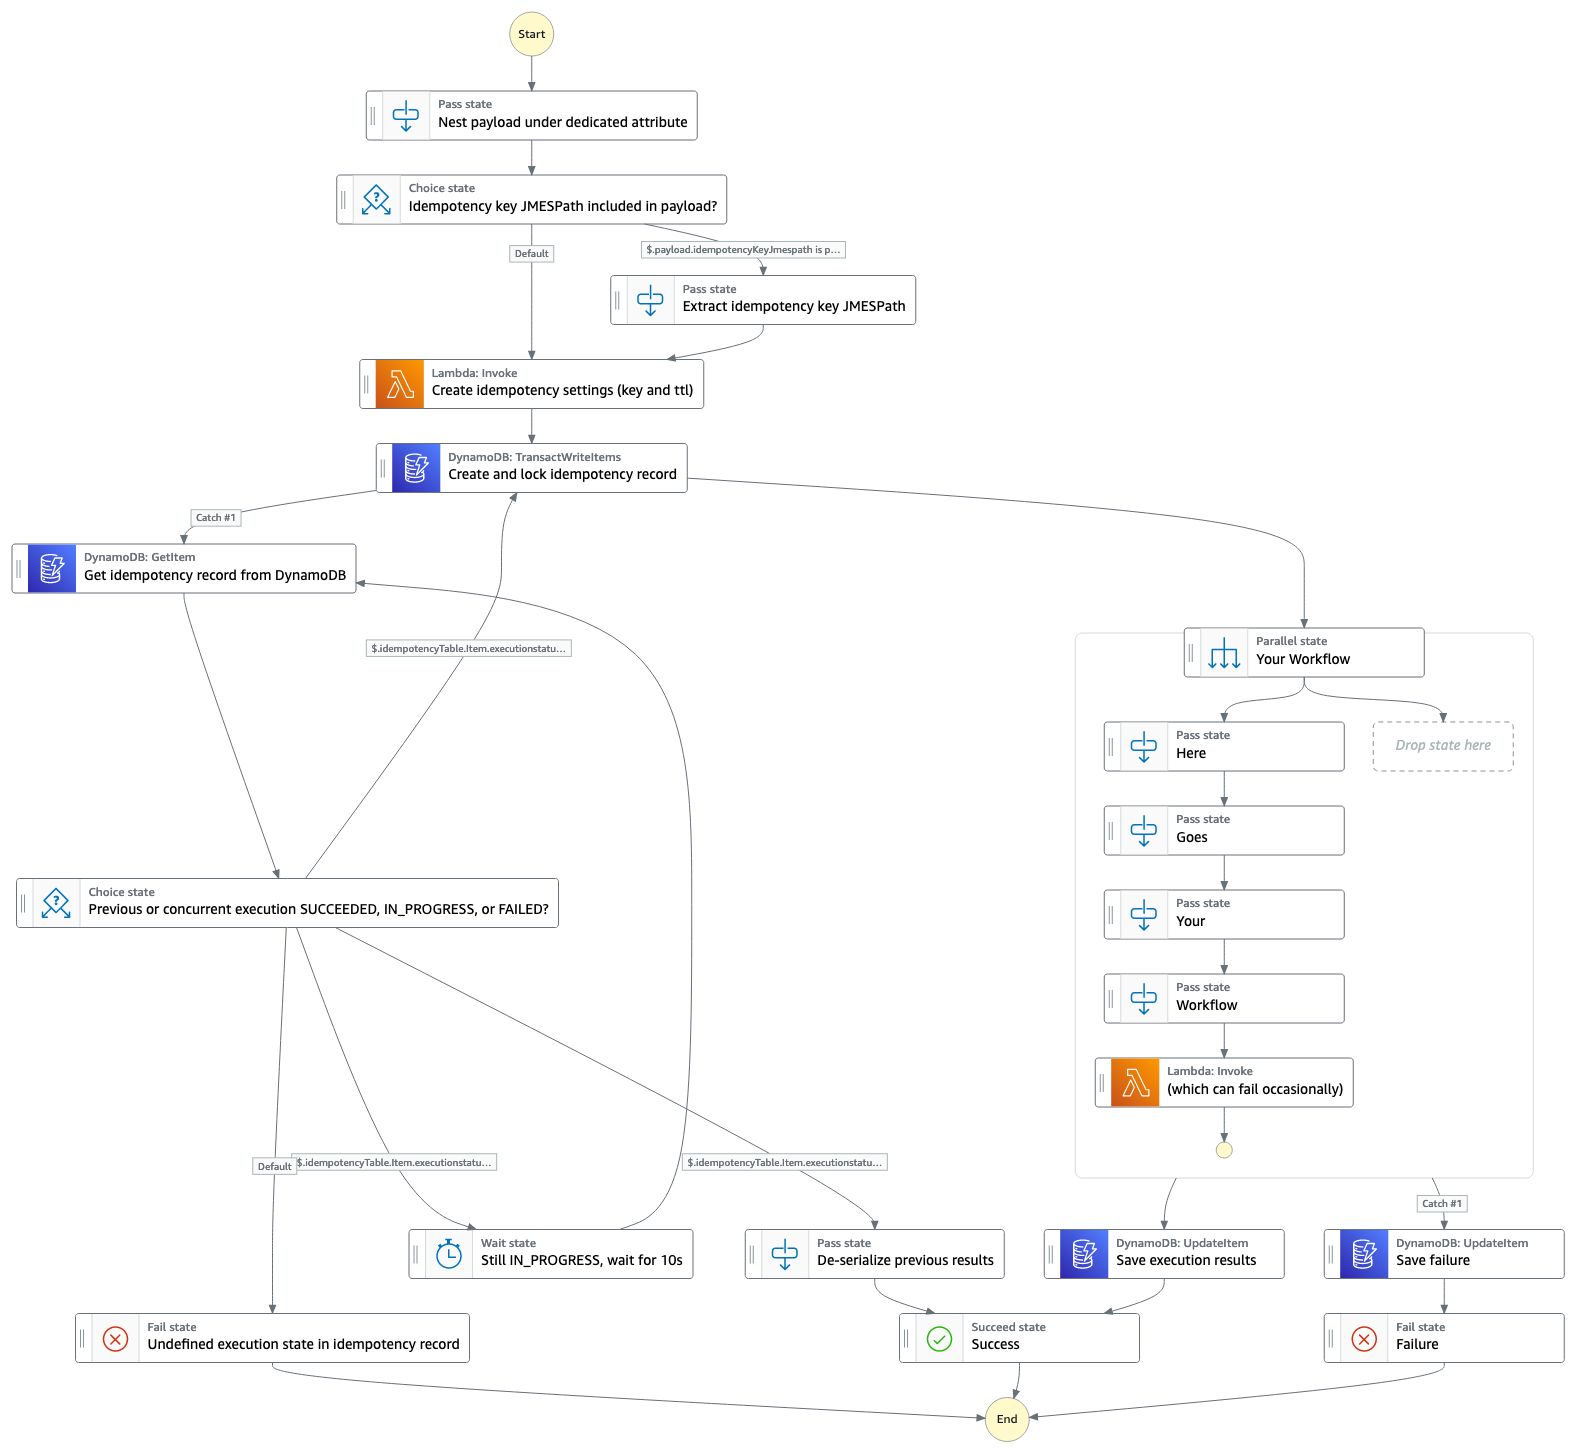 Start
Pass state
Nest payload under dedicated attribute
Choice state
Idempotency key JMESPath included in payload?
Default
$.payload.idempotencyKeyJmespath is p...
Pass state
Extract idempotency key JMESPath
Lambda: Invoke
Create idempotency settings (key and ttl)
DynamoDB: TransactWriteItems
Create and lock idempotency record
Catch #1
DynamoDB: GetItem
Get idempotency record from DynamoDB
$.idempotencyTable.Item.executionstatu...
Parallel state
Your Workflow
Pass state
Here
Drop state here
Pass state
Goes
Pass state
Your
Pass state
Workflow
Lambda: Invoke
(which can fail occasionally)
Choice state
Previous or concurrent execution SUCCEEDED, IN_PROGRESS, or FAILED?
Default
$.idempotencyTable.Item.executionstatu...
$.idempotencyTable.Item.executionstatu...
Catch #1
Wait state
Still IN_PROGRESS, wait for 10s
Pass state
De-serialize previous results
DynamoDB: UpdateItem
Save execution results
DynamoDB: UpdateItem
Save failure
Fail state
Undefined execution state in idempotency record
Succeed state
Success
Fail state
Failure
End